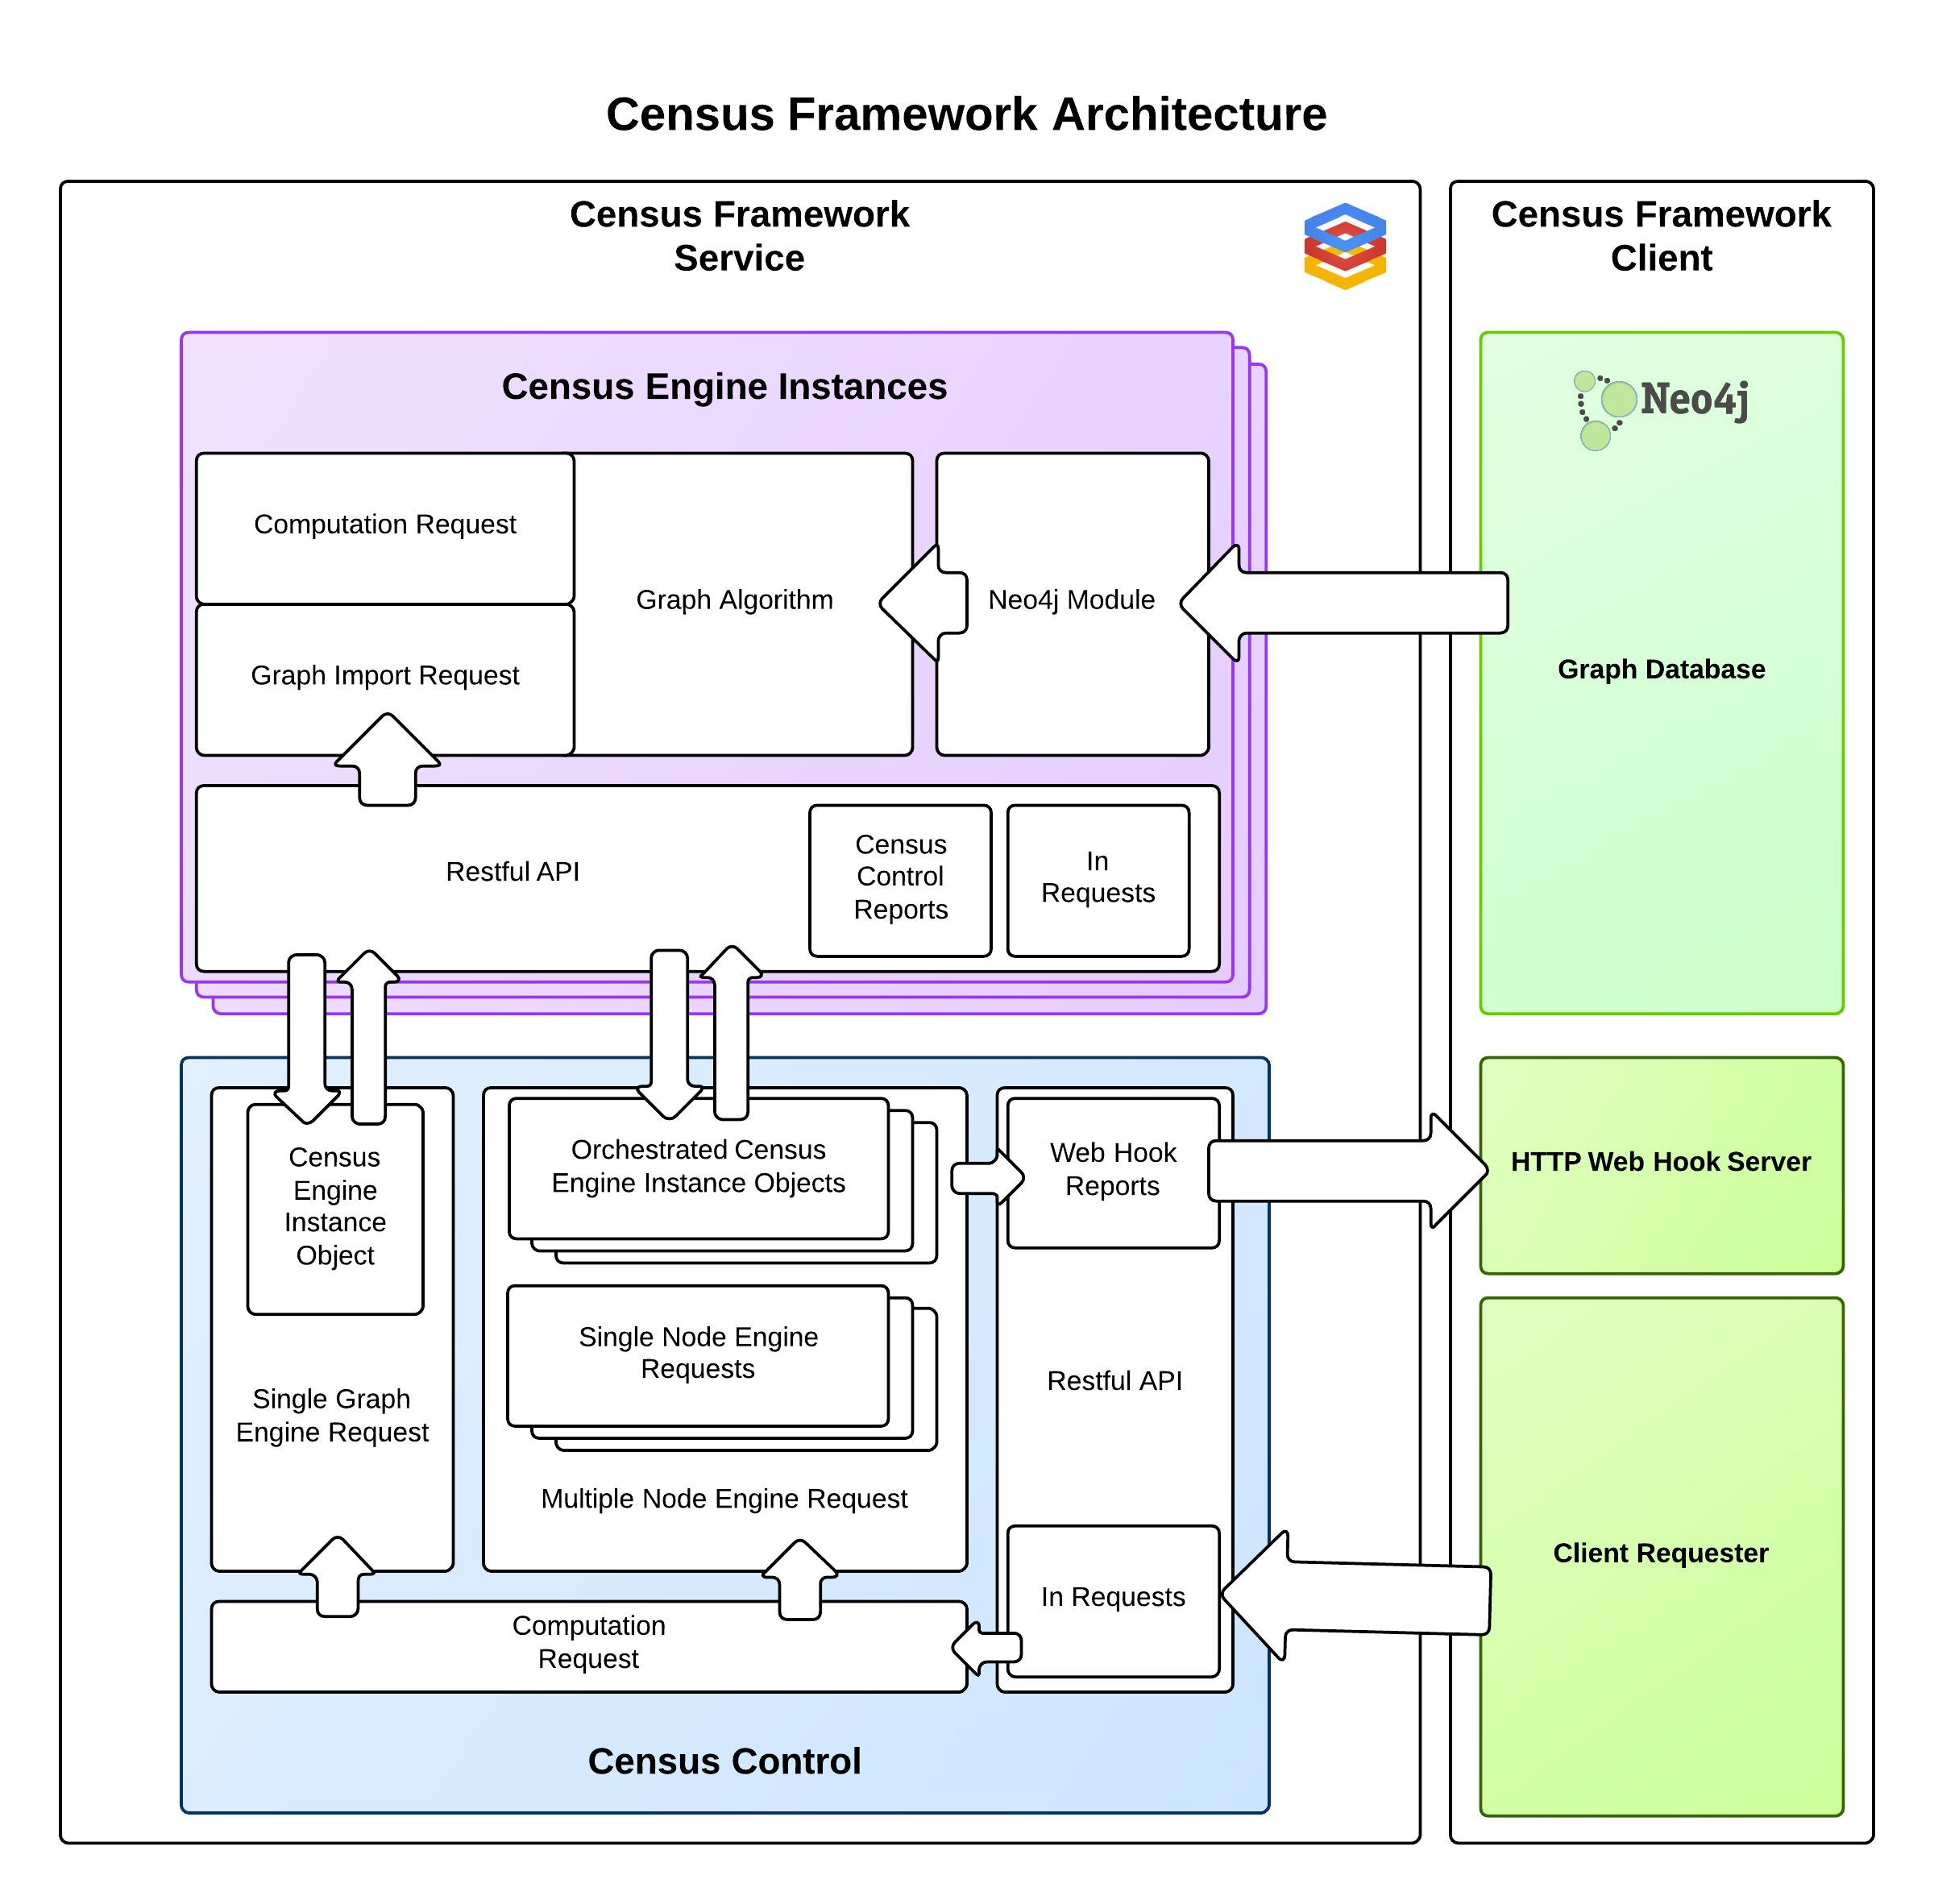 Census Framework Architecture
Census Framework
Service
Census Engine Instances
Computation Request
Graph Import Request
Graph Algorithm
Neo4j Module
Restful API
Census
Control
Reports
In
Requests
Census
Engine
Instance
Object
Single Graph
Engine Request
Orchestrated Census
Engine Instance Objects
Single Node Engine
Requests
Multiple Node Engine Request
Web Hook
Reports
Restful API
In Requests
Computation
Request
Census Control
Census Framework
Client
Neo4j
Graph Database
HTTP Web Hook Server
Client Requester